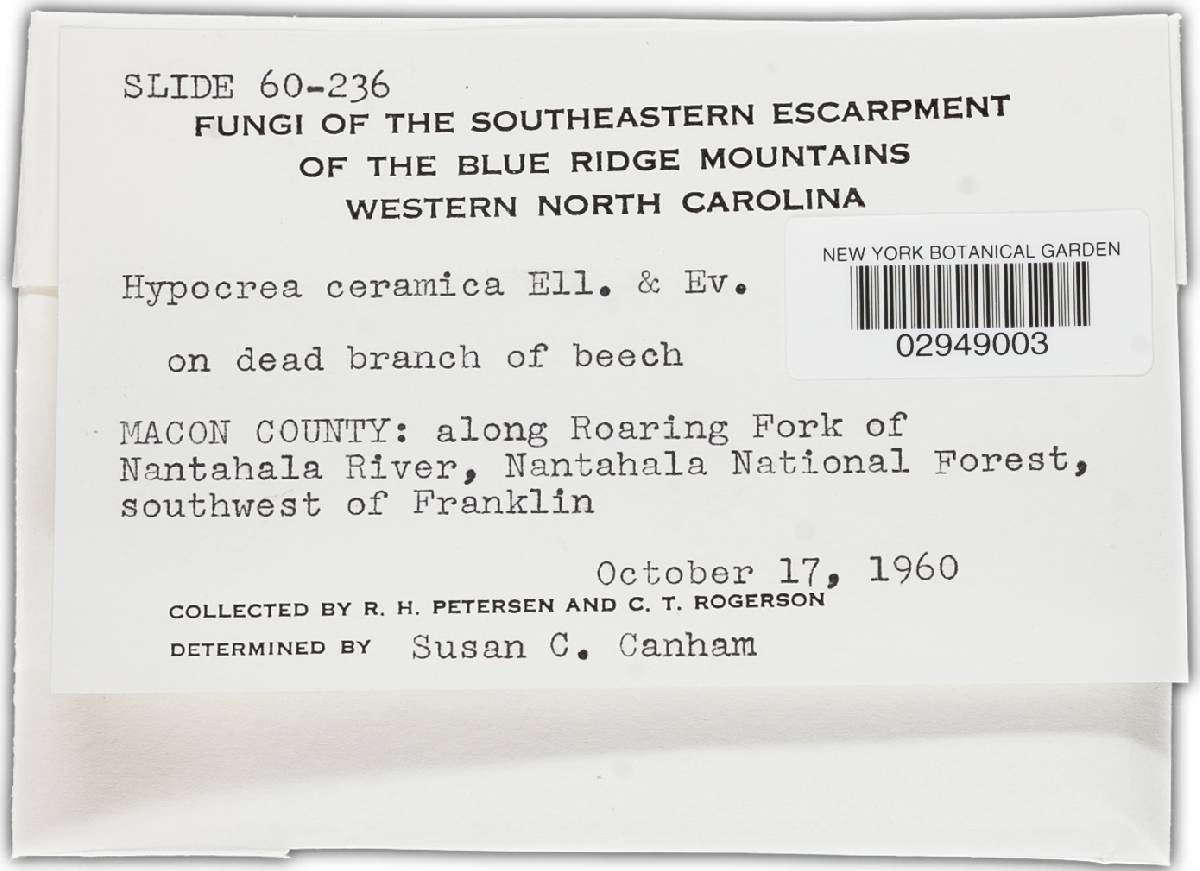 SLIDE 60-236
FUNGI OF THE SOUTHEASTERN ESCARPMENT
OF THE BLUE RIDGE MOUNTAINS
WESTERN NORTH CAROLINA
NEW YORK BOTANICAL GARDEN
02949003
Hypocrea ceramica Ell. & Ev.
on dead branch of beech
MACON COUNTY: along Roaring Fork of
Nantahala River, Nantahala National Forest,
southwest of Franklin
October 17, 1960
COLLECTED BY R. H. PETERSEN AND C. T. ROGERSON
DETERMINED BY Susan C. Canham